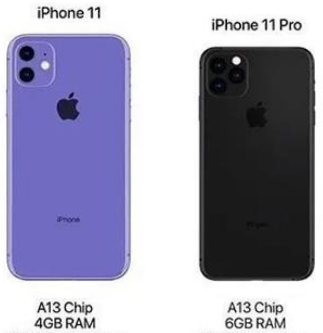 iPhone 11
iPhone 11 Pro
iPhone
A13 Chip
4GB RAM
A13 Chip
6GB RAM